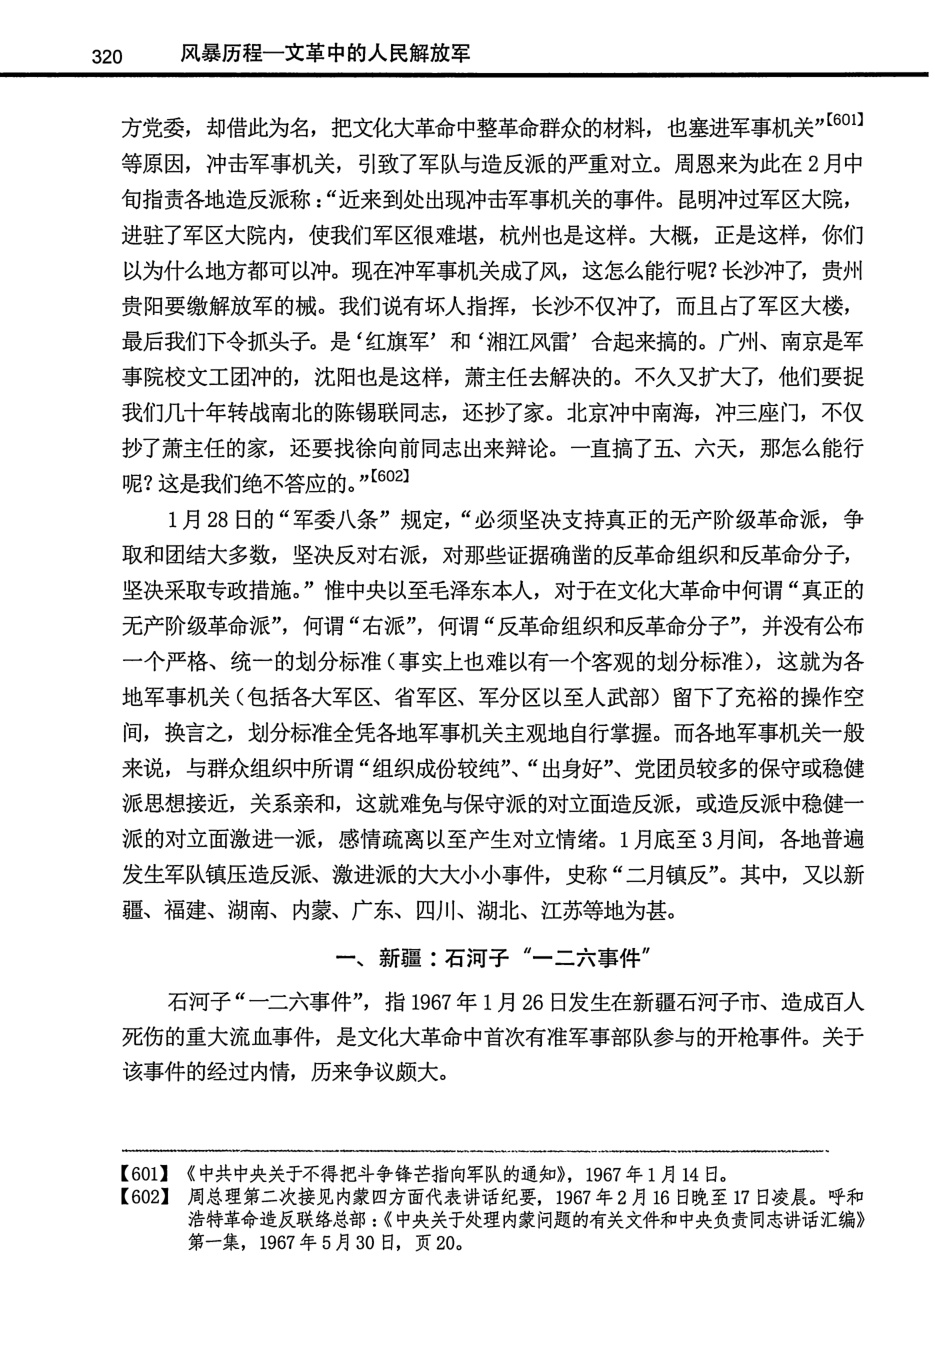 320 风暴历程—文革中的人民解放军
方党委，却借此为名，把文化大革命中整革命群众的材料，也塞进军事机关”【601】
等原因，冲击军事机关，引致了军队与造反派的严重对立。周恩来为此在 2 月中
旬指责各地造反派称：“近来到处出现冲击军事机关的事件。昆明冲过军区大院，
进驻了军区大院内，使我们军区很难堪，杭州也是这样。大概，正是这样，你们
以为什么地方都可以冲。现在冲军事机关成了风，这怎么能行呢？长沙冲了，贵州
贵阳要缴解放军的械。我们说有坏人指挥，长沙不仅冲了，而且占了军区大楼，
最后我们下令抓头子。是‘红旗军’和‘湘江风雷’合起来搞的。广州、南京是军
事院校文工团冲的，沈阳也是这样，萧主任去解决的。不久又扩大了，他们要捉
我们几十年转战南北的陈锡联同志，还抄了家。北京冲中南海，冲三座门，不仅
抄了萧主任的家，还要找徐向前同志出来辩论。一直搞了五、六天，那怎么能行
呢？这是我们绝不答应的。”【602】
1 月 28 日的“军委八条”规定，“必须坚决支持真正的无产阶级革命派，争
取和团结大多数，坚决反对右派，对那些证据确凿的反革命组织和反革命分子，
坚决采取专政措施。”惟中央以至毛泽东本人，对于在文化大革命中何谓“真正的
无产阶级革命派”，何谓“右派”，何谓“反革命组织和反革命分子”，并没有公布
一个严格、统一的划分标准（事实上也难以有一个客观的划分标准），这就为各
地军事机关（包括各大军区、省军区、军分区以至人武部）留下了充裕的操作空
间，换言之，划分标准全凭各地军事机关主观地自行掌握。而各地军事机关一般
来说，与群众组织中所谓“组织成份较纯”、“出身好”、党团员较多的保守或稳健
派思想接近，关系亲和，这就难免与保守派的对立面造反派，或造反派中稳健一
派的对立面激进一派，感情疏离以至产生对立情绪。1 月底至 3 月间，各地普遍
发生军队镇压造反派、激进派的大大小小事件，史称“二月镇反”。其中，又以新
疆、福建、湖南、内蒙、广东、四川、湖北、江苏等地为甚。
一、新疆：石河子“一二六事件”
石河子“一二六事件”，指 1967 年 1 月 26 日发生在新疆石河子市、造成百人
死伤的重大流血事件，是文化大革命中首次有准军事部队参与的开枪事件。关于
该事件的经过内情，历来争议颇大。
【601】《中共中央关于不得把斗争锋芒指向军队的通知》，1967 年 1 月 14 日。
【602】 周总理第二次接见内蒙四方面代表讲话纪要，1967 年 2 月 16 日晚至 17 日凌晨。呼和
浩特革命造反联络总部：《中央关于处理内蒙问题的有关文件和中央负责同志讲话汇编》
第一集，1967 年 5 月 30 日，页 20。